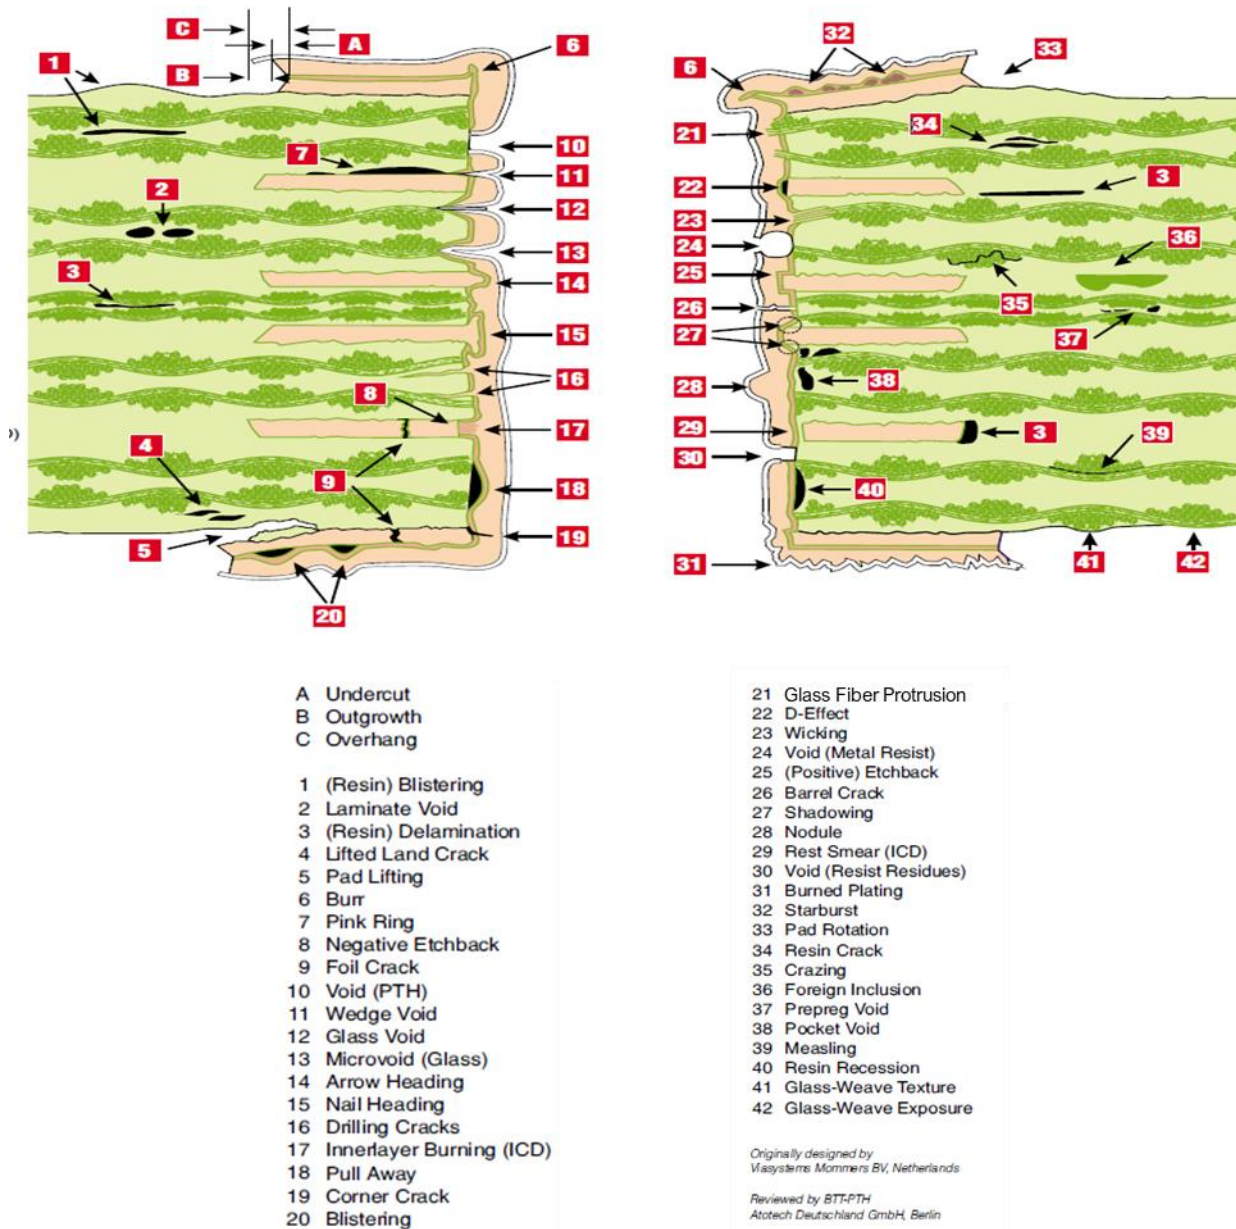 C
A
B
1
6
10
7
11
2
12
13
3
14
15
16
8
17
4
9
18
5
19
20
32
33
6
21
34
22
3
23
24
36
25
35
26
37
27
38
28
29
3
39
30
40
31
41
42
A Undercut
B Outgrowth
C Overhang
1 (Resin) Blistering
2 Laminate Void
3 (Resin) Delamination
4 Lifted Land Crack
5 Pad Lifting
6 Burr
7 Pink Ring
8 Negative Etchback
9 Foil Crack
10 Void (PTH)
11 Wedge Void
12 Glass Void
13 Microvoid (Glass)
14 Arrow Heading
15 Nail Heading
16 Drilling Cracks
17 Innerlayer Burning (ICD)
18 Pull Away
19 Corner Crack
20 Blistering
21 Glass Fiber Protrusion
22 D-Effect
23 Wicking
24 Void (Metal Resist)
25 (Positive) Etchback
26 Barrel Crack
27 Shadowing
28 Nodule
29 Rest Smear (ICD)
30 Void (Resist Residues)
31 Burned Plating
32 Starburst
33 Pad Rotation
34 Resin Crack
35 Crazing
36 Foreign Inclusion
37 Prepreg Void
38 Pocket Void
39 Measling
40 Resin Recession
41 Glass-Weave Texture
42 Glass-Weave Exposure
Originally designed by
Viasystems Mommers BV, Netherlands
Reviewed by BTT-PTH
Atotech Deutschland GmbH, Berlin